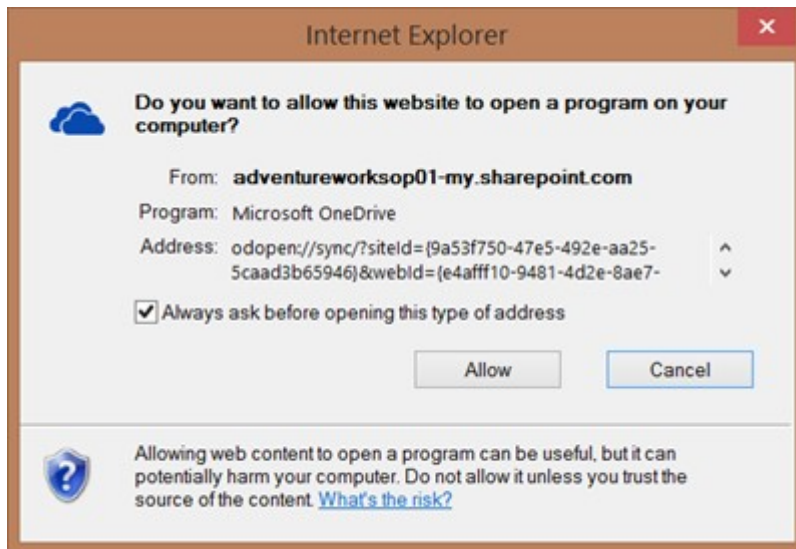 Internet Explorer
Do you want to allow this website to open a program on your
computer?
From: adventureworksop01-my.sharepoint.com
Program: Microsoft OneDrive
Address: odopen://sync/?siteId={9a53f750-47e5-492e-aa25-
5caad3b65946}&webId={e4afff10-9481-4d2e-8ae7-
Always ask before opening this type of address
Allow Cancel
Allowing web content to open a program can be useful, but it can
potentially harm your computer. Do not allow it unless you trust the
source of the content. What's the risk?